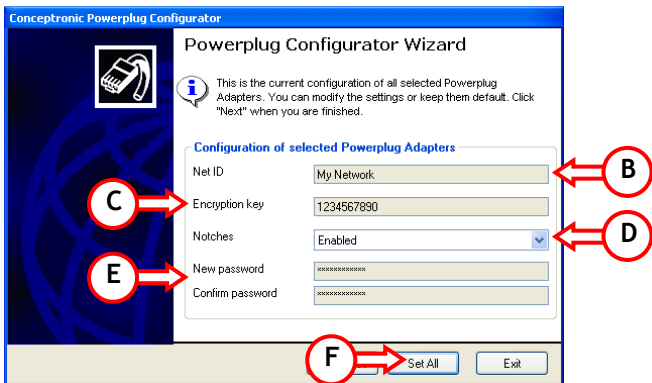 Conceptronic Powerplug Configurator
Powerplug Configurator Wizard
This is the current configuration of all selected Powerplug
Adapters. You can modify the settings or keep them default. Click
"Next" when you are finished.
Configuration of selected Powerplug Adapters
Net ID
My Network
B
C
Encryption key
1234567890
Notches
Enabled
D
E
New password
××××××××××××
Confirm password
××××××××××××
F
Set All
Exit